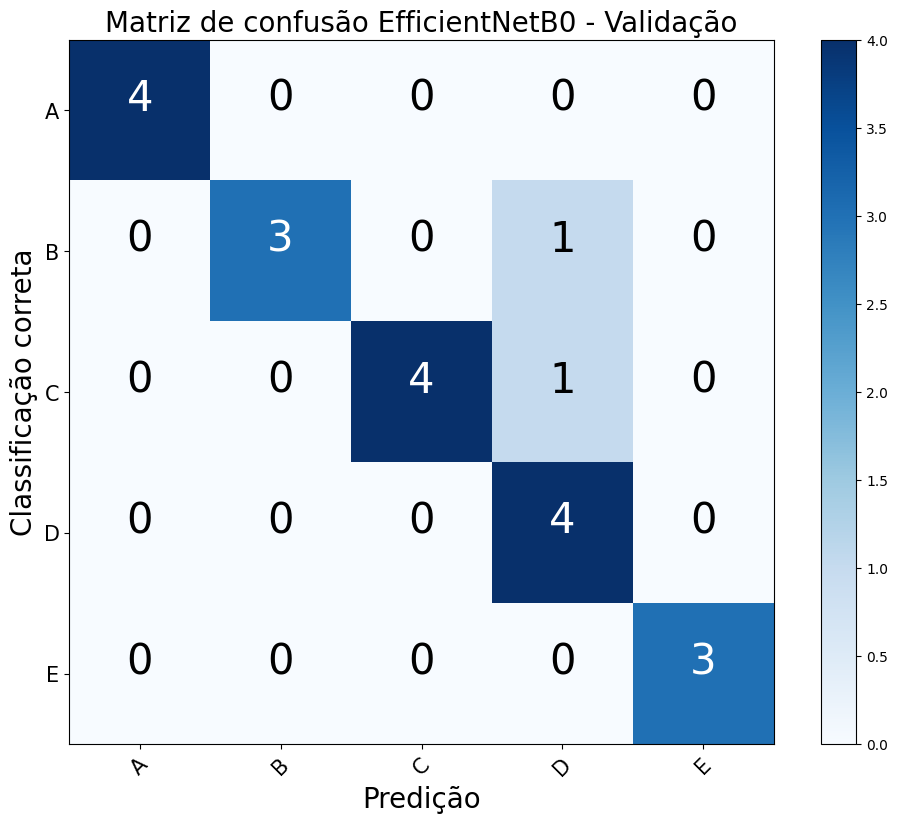 Matriz de confusão EfficientNetB0 - Validação
4.0
A 4 0 0 0 0
3.5
3.0
B 0 3 0 1 0
2.5
Classificação correta
C 0 0 4 1 0
2.0
1.5
D 0 0 0 4 0
1.0
E 0 0 0 0 3
0.5
0.0
A B C D E
Predição